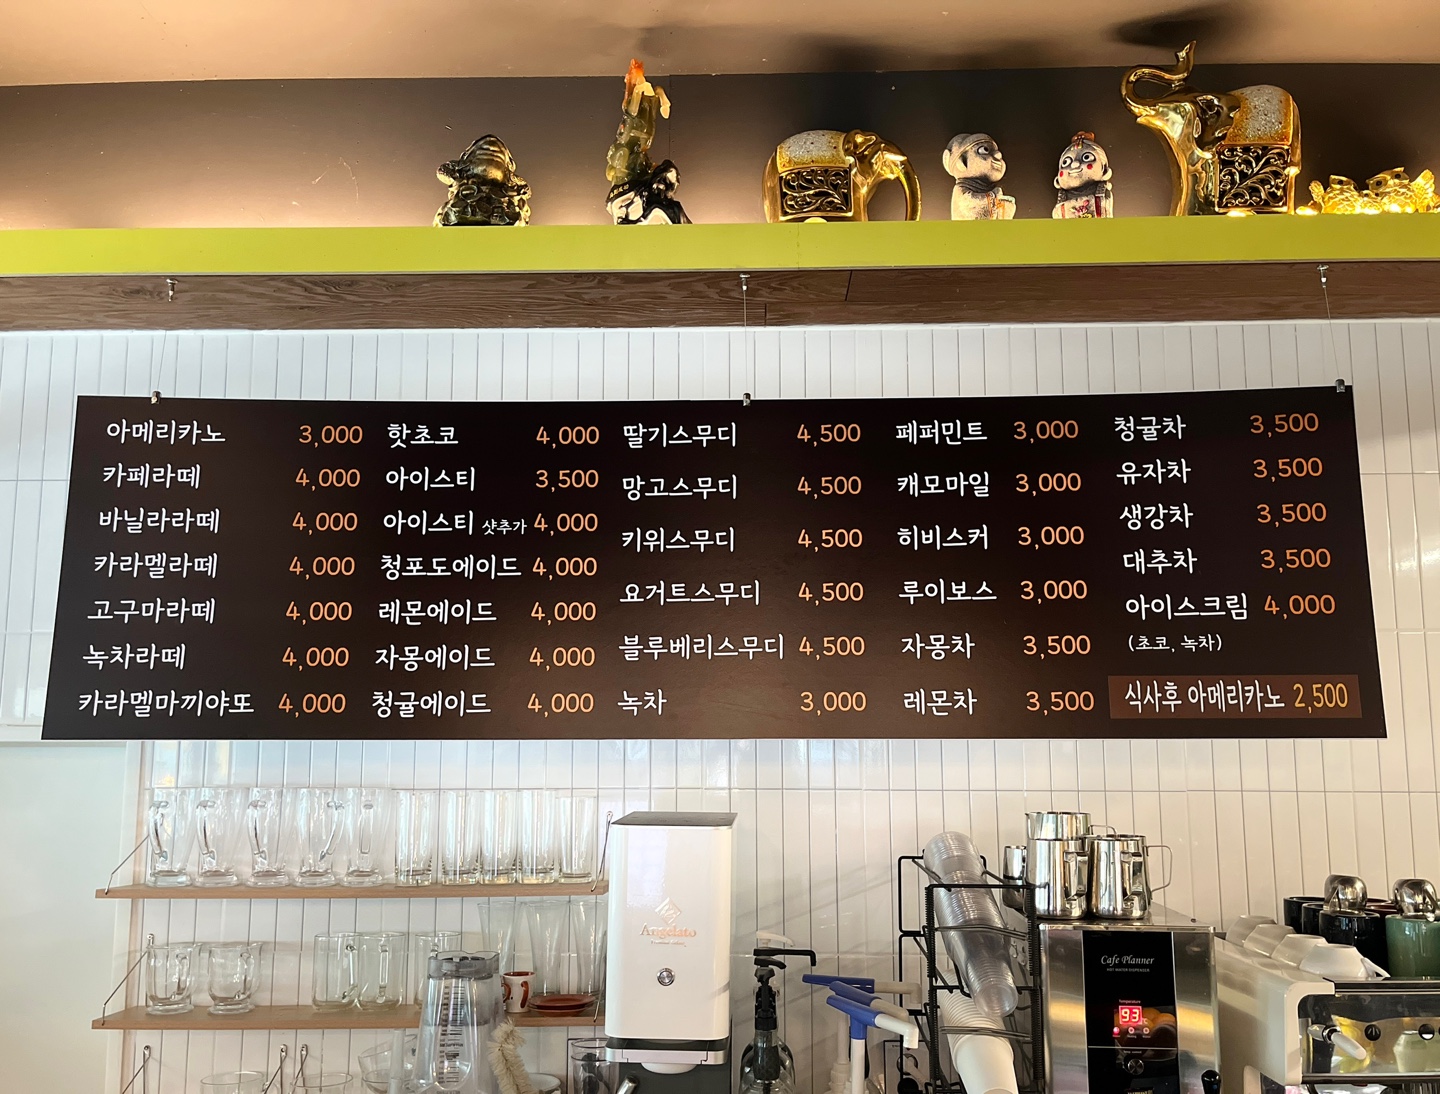 아메리카노 3,000
카페라떼 4,000
바닐라라떼 4,000
카라멜라떼 4,000
고구마라떼 4,000
녹차라떼 4,000
카라멜마끼야또 4,000
핫초코 4,000
아이스티 3,500
아이스티 샷추가 4,000
청포도에이드 4,000
레몬에이드 4,000
자몽에이드 4,000
청귤에이드 4,000
딸기스무디 4,500
망고스무디 4,500
키위스무디 4,500
요거트스무디 4,500
블루베리스무디 4,500
녹차 3,000
페퍼민트 3,000
캐모마일 3,000
히비스커 3,000
루이보스 3,000
자몽차 3,500
레몬차 3,500
청귤차 3,500
유자차 3,500
생강차 3,500
대추차 3,500
아이스크림 4,000
(초코, 녹차)
식사후 아메리카노 2,500
Angelato
Cafe Planner
HOT WATER DISPENSER
Temperature
93